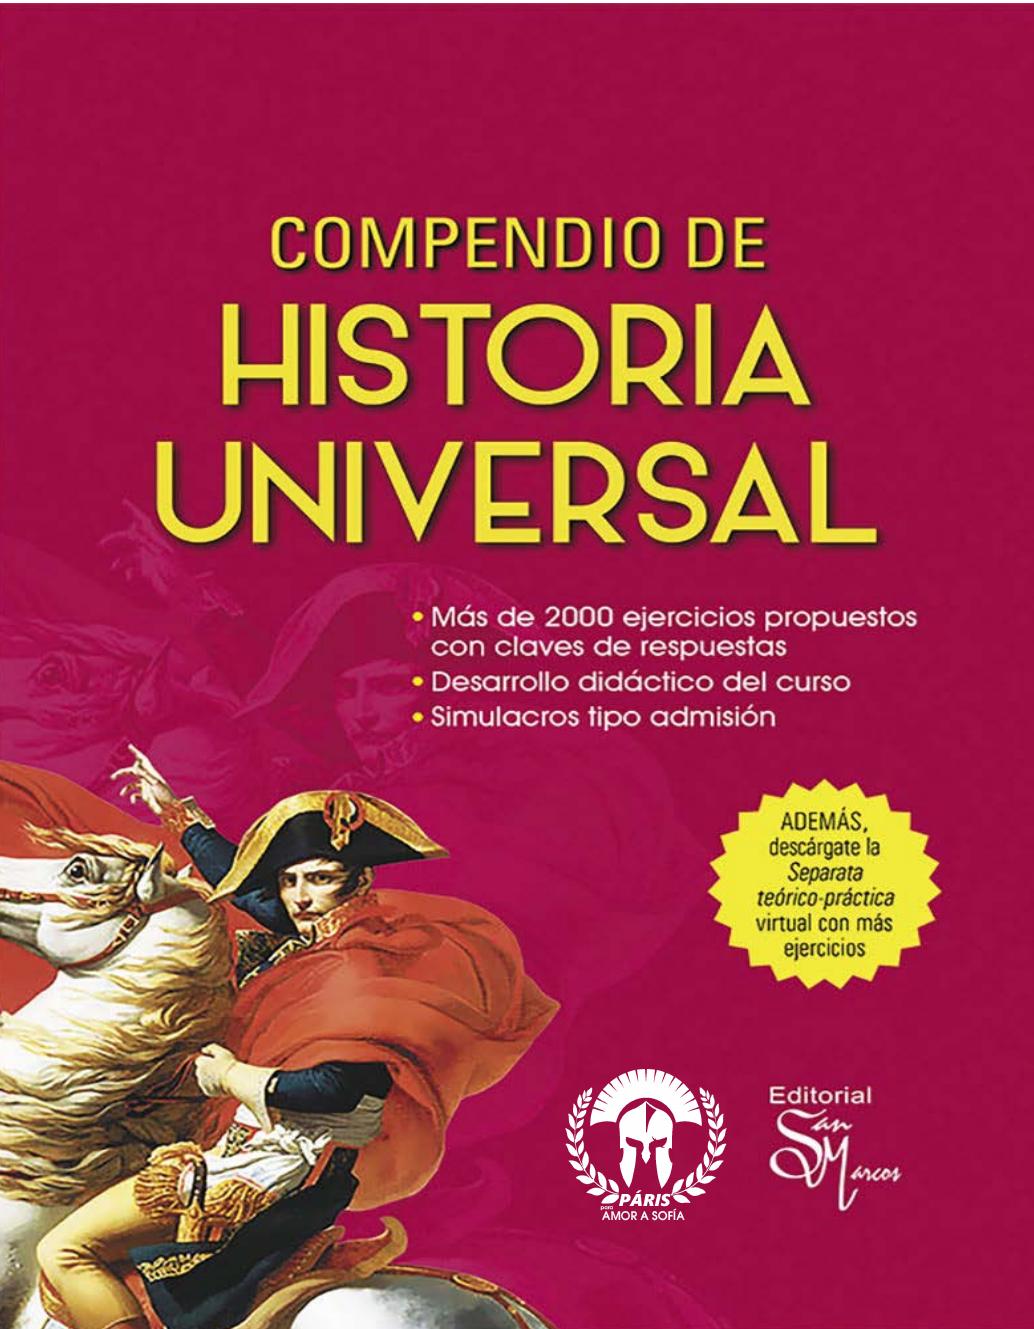 COMPENDIO DE
HISTORIA
UNIVERSAL
• Más de 2000 ejercicios propuestos
con claves de respuestas
• Desarrollo didáctico del curso
• Simulacros tipo admisión
ADEMÁS,
descárgate la
Separata
teórico-práctica
virtual con más
ejercicios
PÁRIS
para
AMOR A SOFÍA
Editorial
San
Marcos